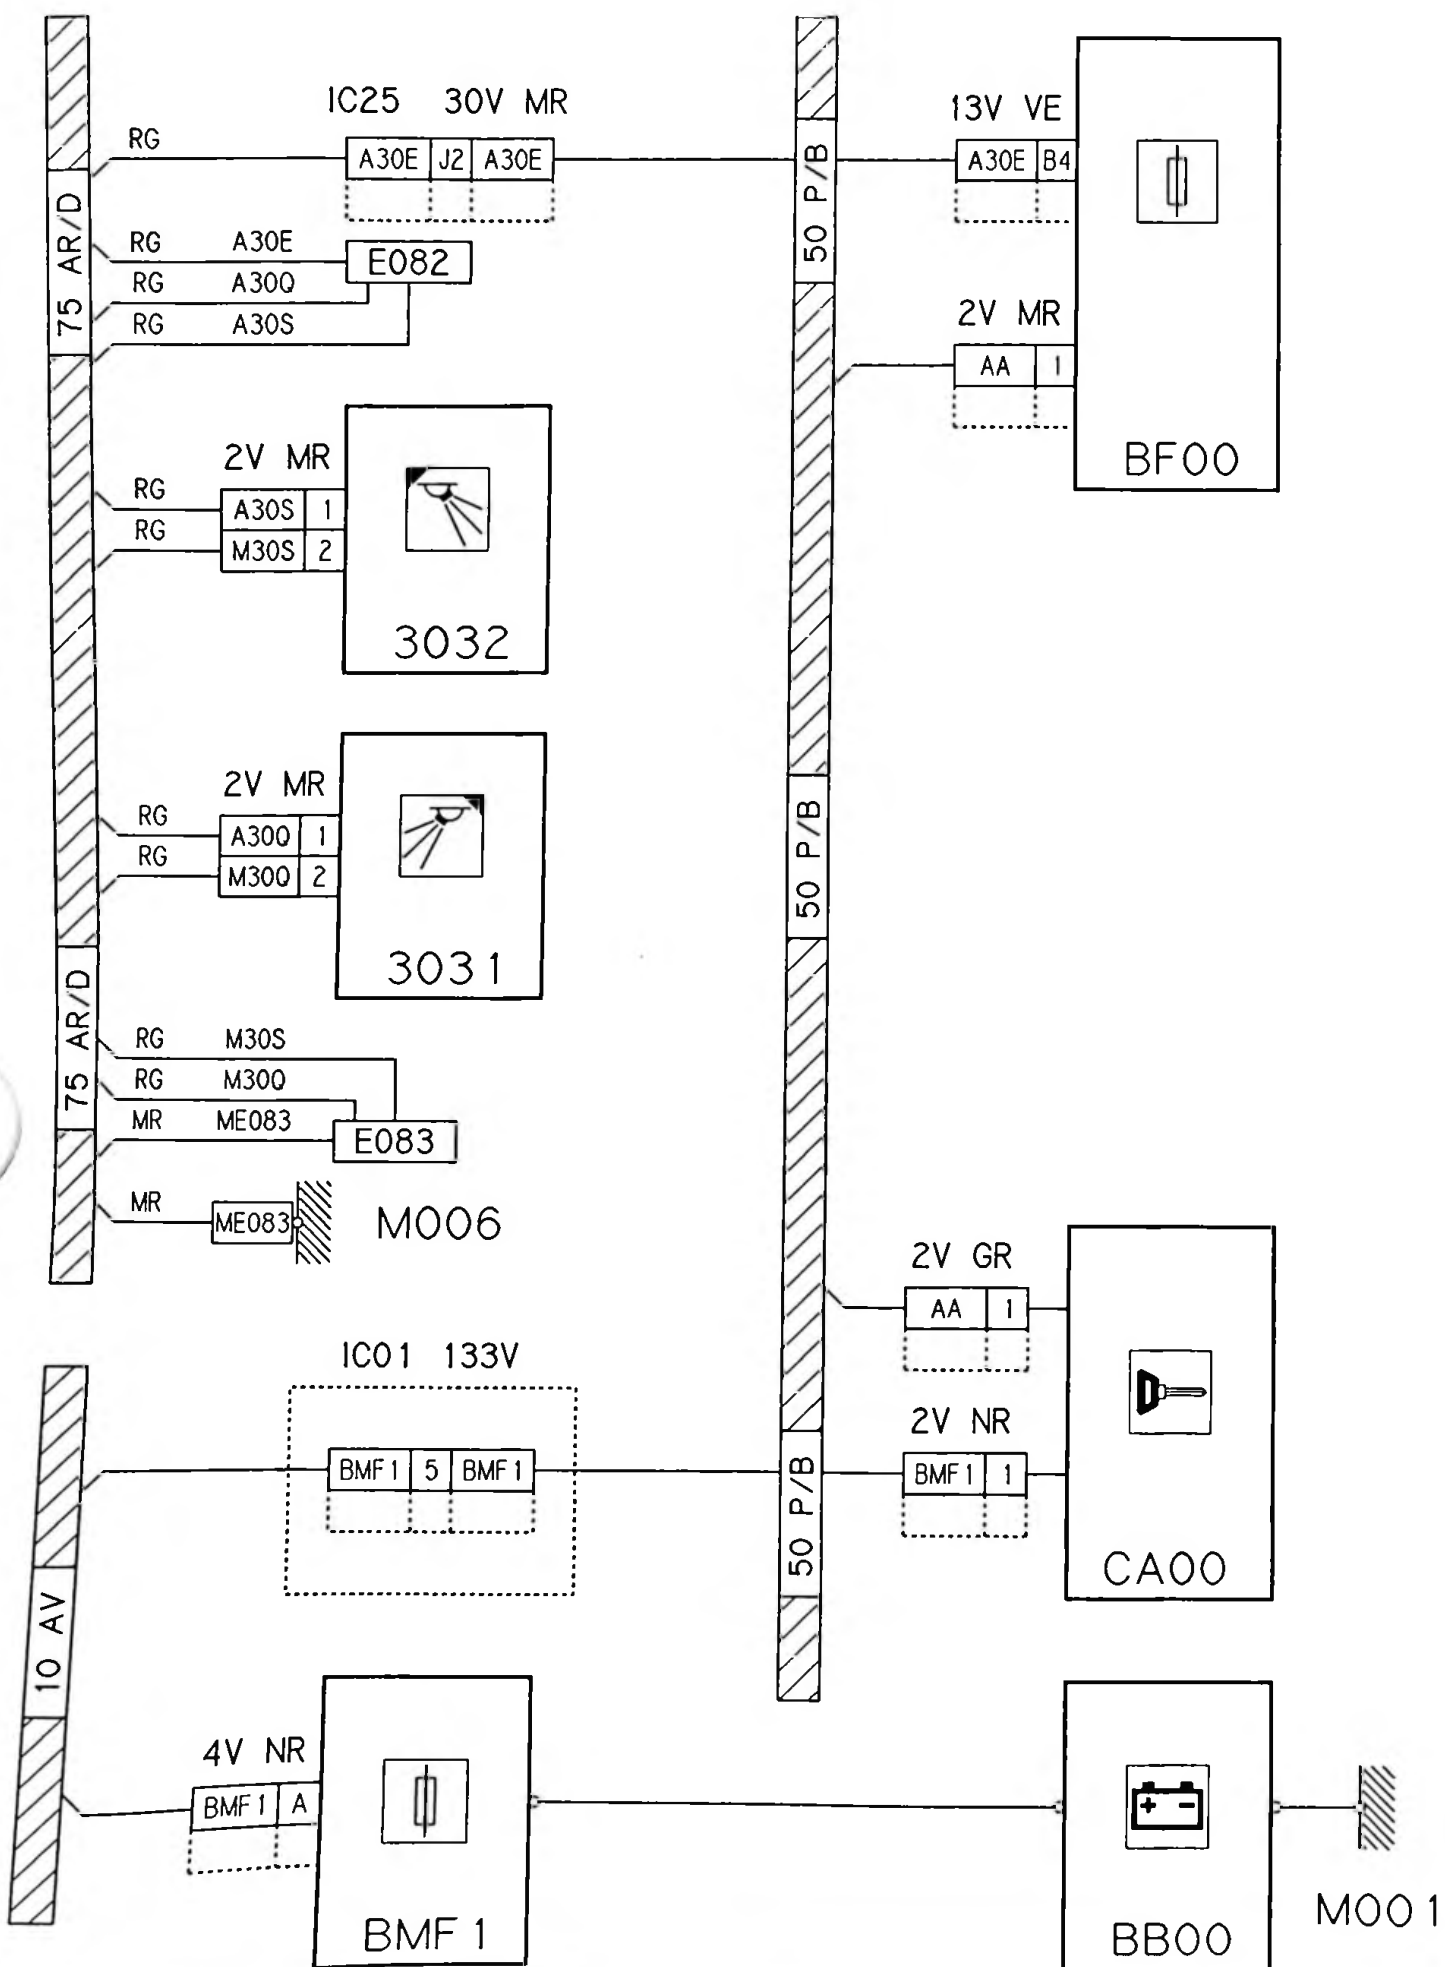 IC25 30V MR
13V VE
RG
A30E J2 A30E
A30E B4
75 AR/D
50 P/B
RG A30E
E082
RG A30Q
RG A30S
2V MR
AA 1
BF00
2V MR
RG
A30S 1
RG
M30S 2
3032
2V MR
RG
A30Q 1
RG
M30Q 2
50 P/B
3031
75 AR/D
RG M30S
RG M30Q
MR ME083
E083
MR
ME083
M006
2V GR
AA 1
IC01 133V
2V NR
BMF1 5 BMF1
50 P/B
BMF1 1
CA00
10 AV
4V NR
BMF1 A
BMF1
BB00
M001